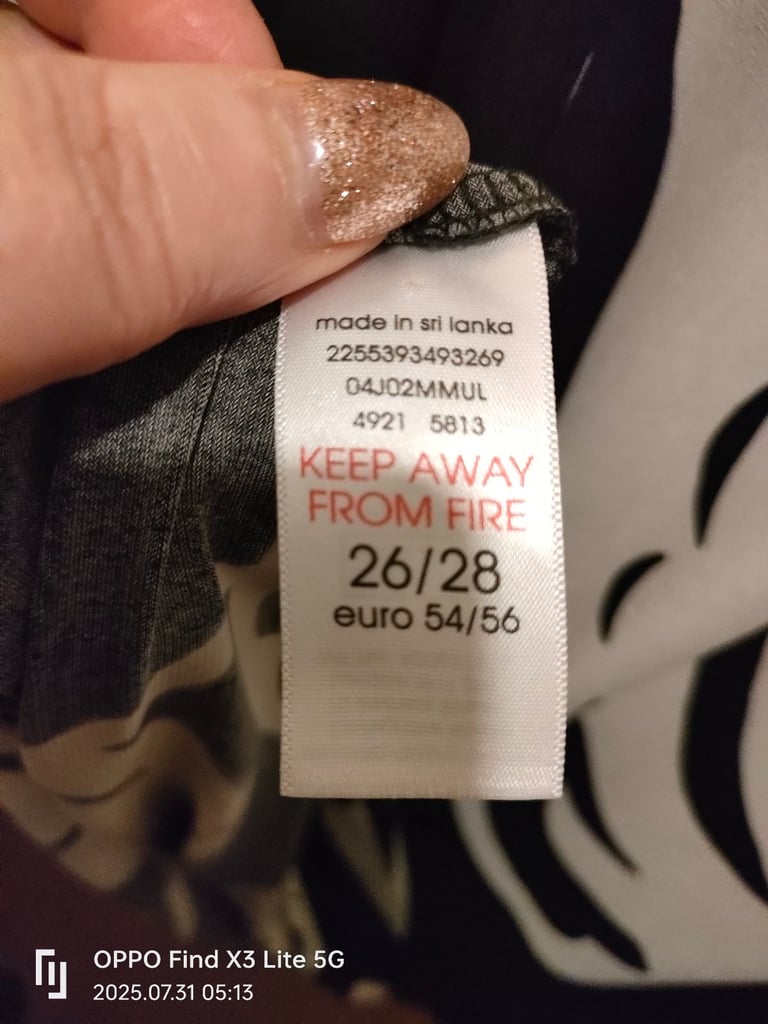 made in sri lanka
2255393493269
04J02MMUL
4921 5813
KEEP AWAY
FROM FIRE
26/28
euro 54/56
OPPO Find X3 Lite 5G
2025.07.31 05:13